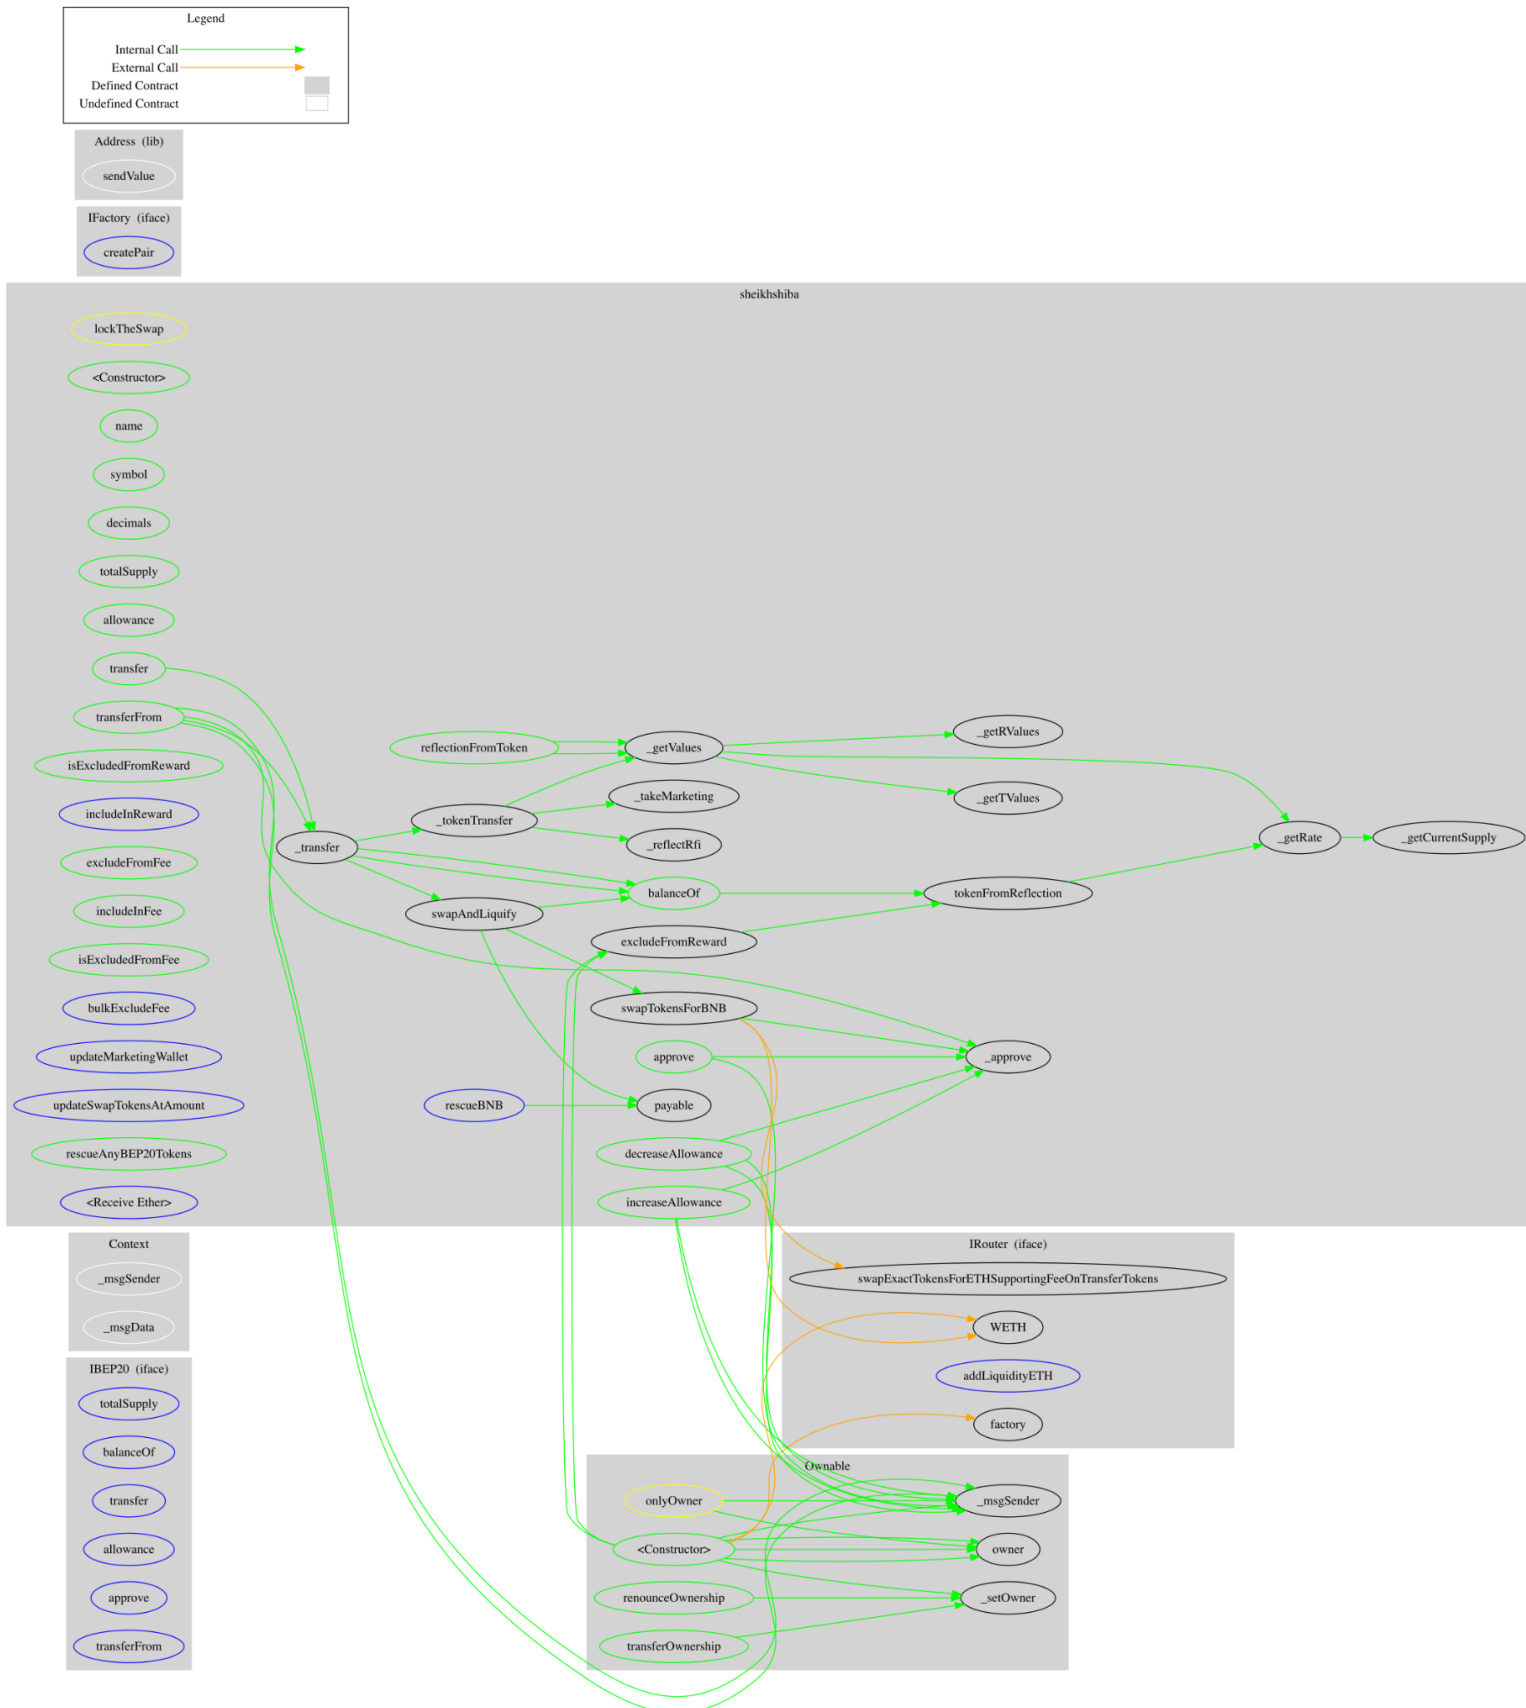 Legend
Internal Call
External Call
Defined Contract
Undefined Contract
Address (lib)
sendValue
IFactory (iface)
createPair
sheikhshiba
lockTheSwap
<Constructor>
name
symbol
decimals
totalSupply
allowance
transfer
transferFrom
isExcludedFromReward
includeInReward
excludeFromFee
includeInFee
isExcludedFromFee
bulkExcludeFee
updateMarketingWallet
updateSwapTokensAtAmount
rescueAnyBEP20Tokens
<Receive Ether>
_transfer
reflectionFromToken
_tokenTransfer
swapAndLiquify
rescueBNB
_getValues
_takeMarketing
_reflectRfi
balanceOf
excludeFromReward
swapTokensForBNB
approve
payable
decreaseAllowance
increaseAllowance
_getRValues
_getTValues
tokenFromReflection
_approve
_getRate
_getCurrentSupply
Context
_msgSender
_msgData
IBEP20 (iface)
totalSupply
balanceOf
transfer
allowance
approve
transferFrom
IRouter (iface)
swapExactTokensForETHSupportingFeeOnTransferTokens
WETH
addLiquidityETH
factory
Ownable
onlyOwner
<Constructor>
renounceOwnership
transferOwnership
_msgSender
owner
_setOwner